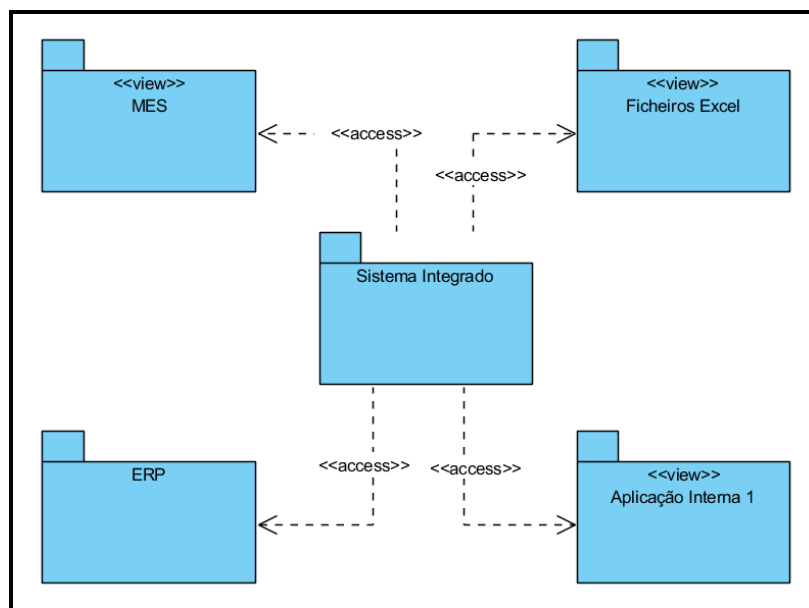 <<view>>
MES
<<view>>
Ficheiros Excel
<<access>>
<<access>>
Sistema Integrado
<<access>>
<<access>>
ERP
<<view>>
Aplicação Interna 1